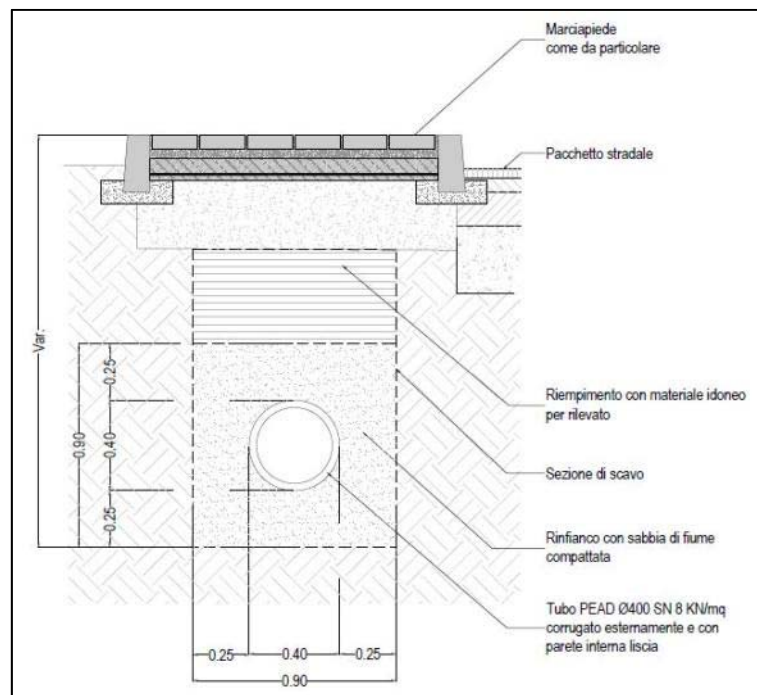 Marciapiede
come da particolare
Pacchetto stradale
Var.
0.25
0.90
0.40
0.25
Riempimento con materiale idoneo
per rilevato
Sezione di scavo
Rinfianco con sabbia di fiume
compattata
Tubo PEAD Ø400 SN 8 KN/mq
corrugato esternamente e con
parete interna liscia
0.25
0.40
0.25
0.90